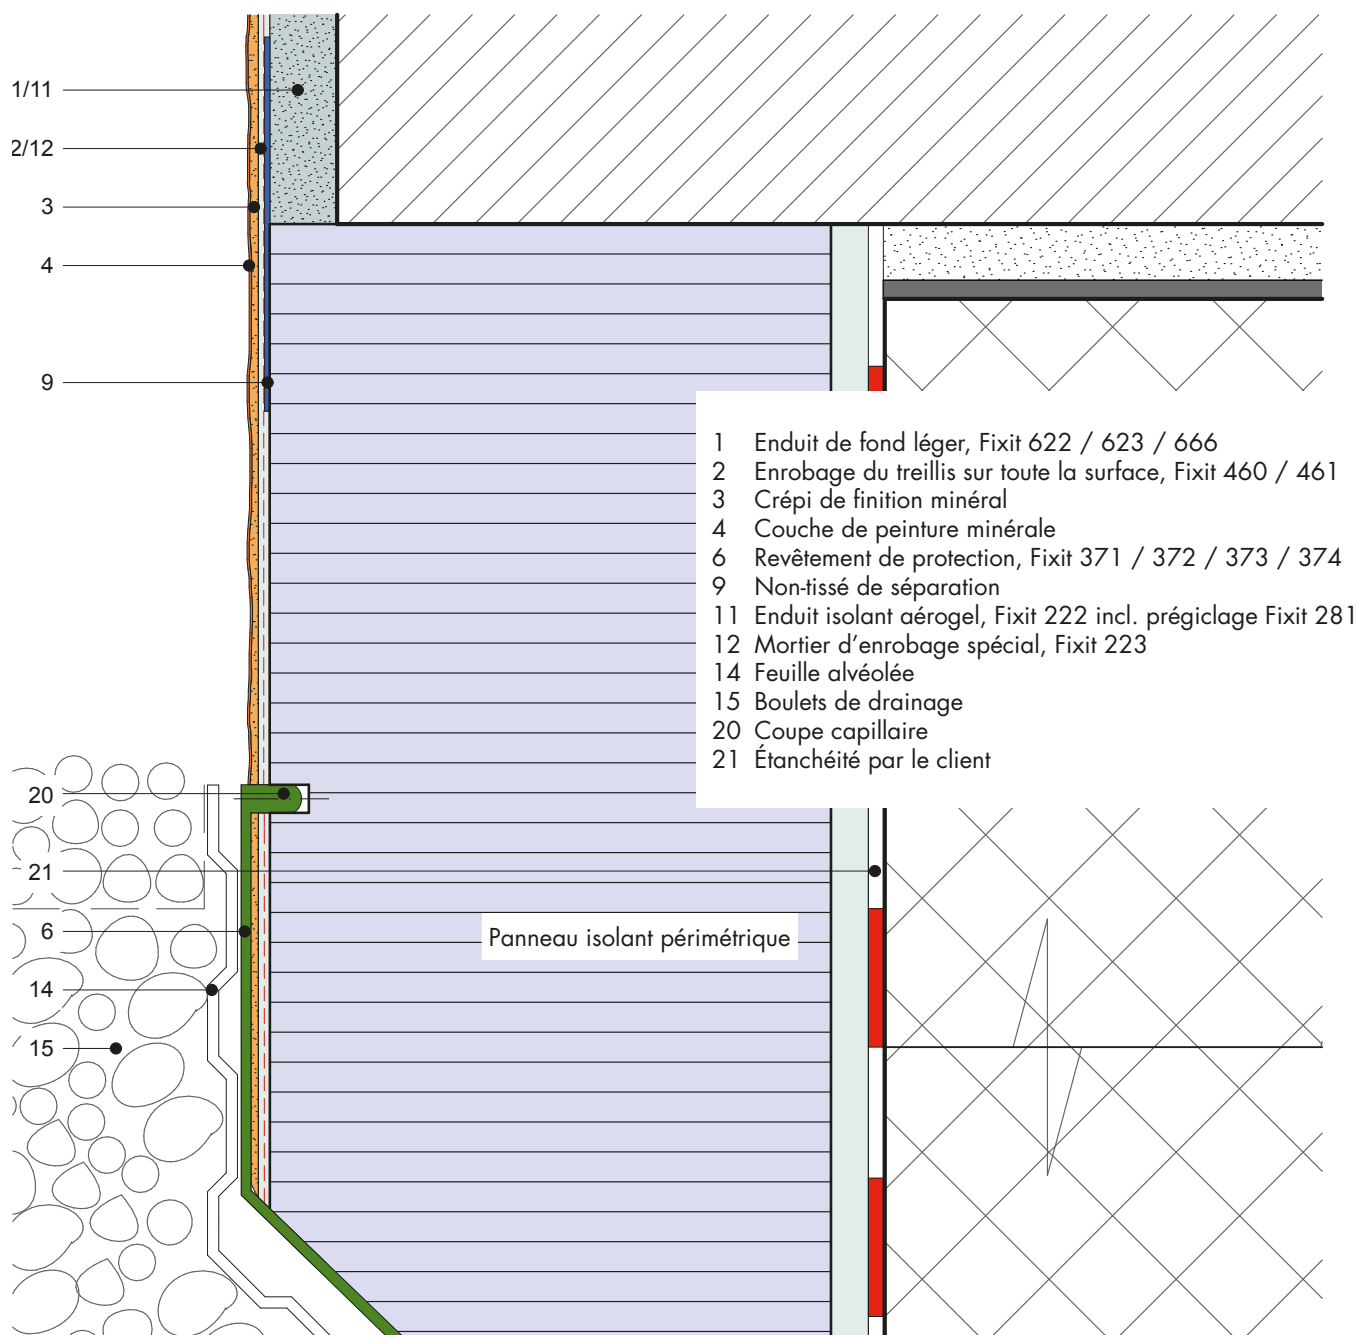 1/11
2/12
3
4
9
1 Enduit de fond léger, Fixit 622 / 623 / 666
2 Enrobage du treillis sur toute la surface, Fixit 460 / 461
3 Crépi de finition minéral
4 Couche de peinture minérale
6 Revêtement de protection, Fixit 371 / 372 / 373 / 374
9 Non-tissé de séparation
11 Enduit isolant aérogel, Fixit 222 incl. prégiclage Fixit 281
12 Mortier d’enrobage spécial, Fixit 223
14 Feuille alvéolée
15 Boulets de drainage
20 Coupe capillaire
21 Étanchéité par le client
20
21
6
Panneau isolant périmétrique
14
15